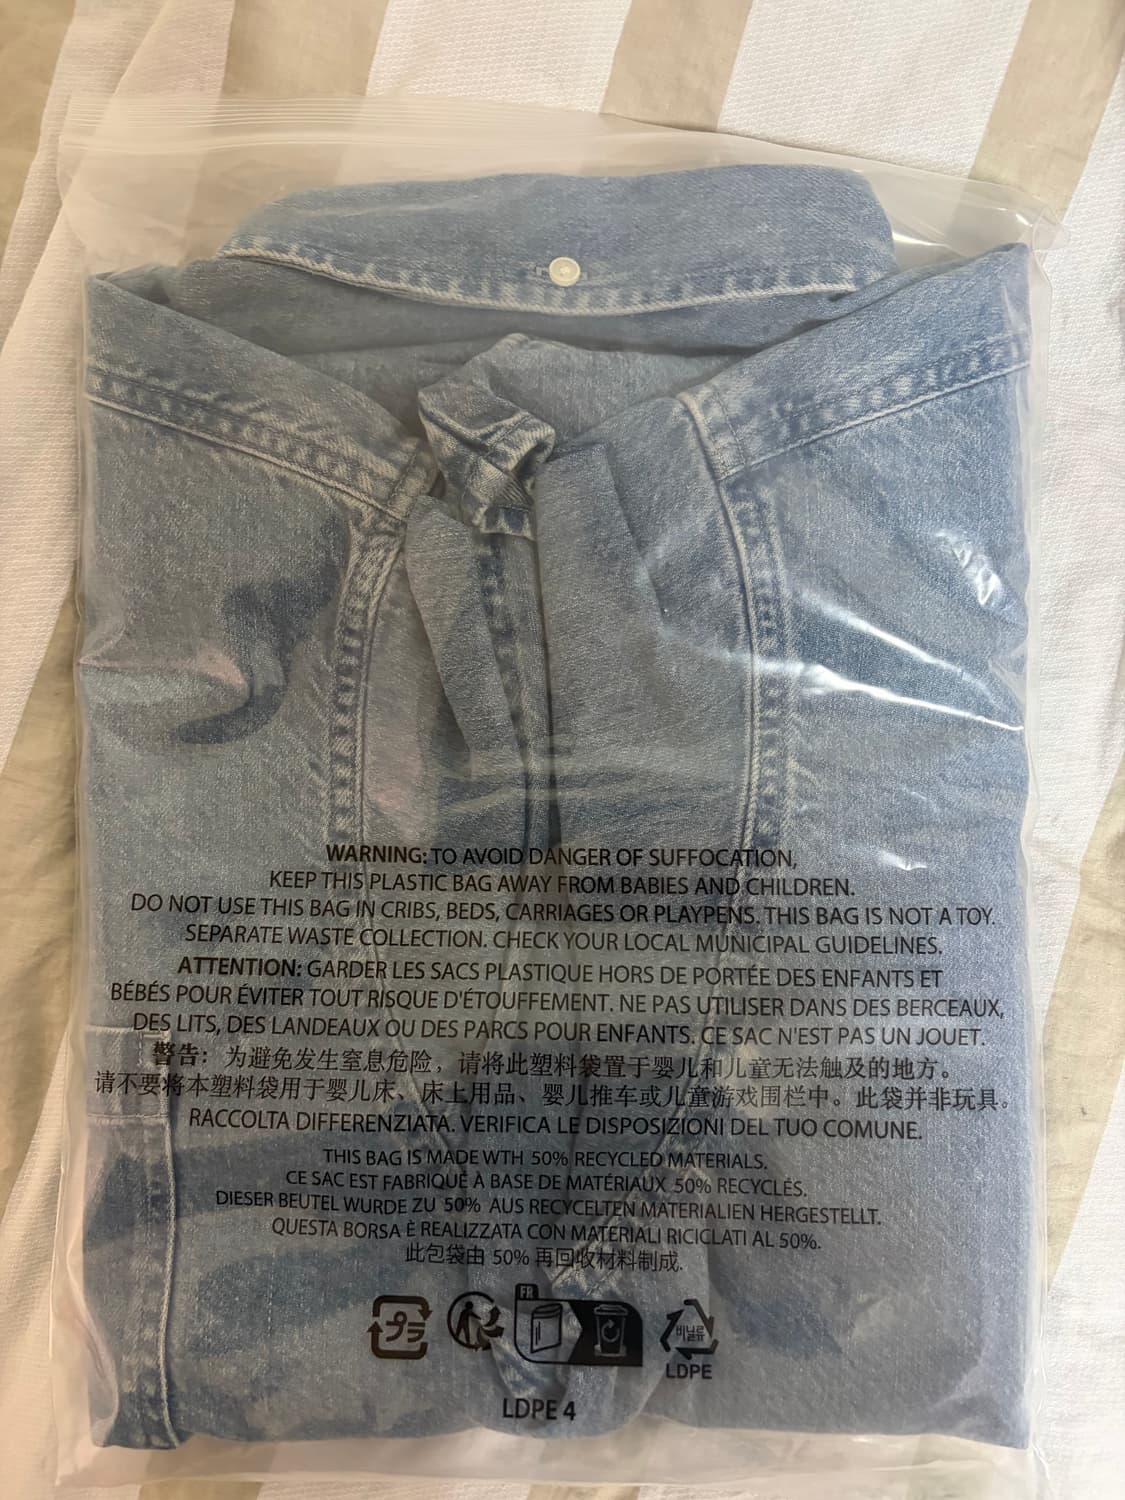 WARNING: TO AVOID DANGER OF SUFFOCATION,
KEEP THIS PLASTIC BAG AWAY FROM BABIES AND CHILDREN.
DO NOT USE THIS BAG IN CRIBS, BEDS, CARRIAGES OR PLAYPENS. THIS BAG IS NOT A TOY.
SEPARATE WASTE COLLECTION. CHECK YOUR LOCAL MUNICIPAL GUIDELINES.
ATTENTION: GARDER LES SACS PLASTIQUE HORS DE PORTÉE DES ENFANTS ET
BÉBÉS POUR ÉVITER TOUT RISQUE D'ÉTOUFFEMENT. NE PAS UTILISER DANS DES BERCEAUX,
DES LITS, DES LANDEAUX OU DES PARCS POUR ENFANTS. CE SAC N'EST PAS UN JOUET.
警告：为避免发生窒息危险，请将此塑料袋置于婴儿和儿童无法触及的地方。
请不要将本塑料袋用于婴儿床、床上用品、婴儿推车或儿童游戏围栏中。此袋并非玩具。
RACCOLTA DIFFERENZIATA. VERIFICA LE DISPOSIZIONI DEL TUO COMUNE.
THIS BAG IS MADE WTH 50% RECYCLED MATERIALS.
CE SAC EST FABRIQUÉ À BASE DE MATÉRIAUX 50% RECYCLÉS.
DIESER BEUTEL WURDE ZU 50% AUS RECYCELTEN MATERIALIEN HERGESTELLT.
QUESTA BORSA È REALIZZATA CON MATERIALI RICICLATI AL 50%.
此包袋由 50% 再回收材料制成.
FR
プラ
비닐류
LDPE
LDPE 4